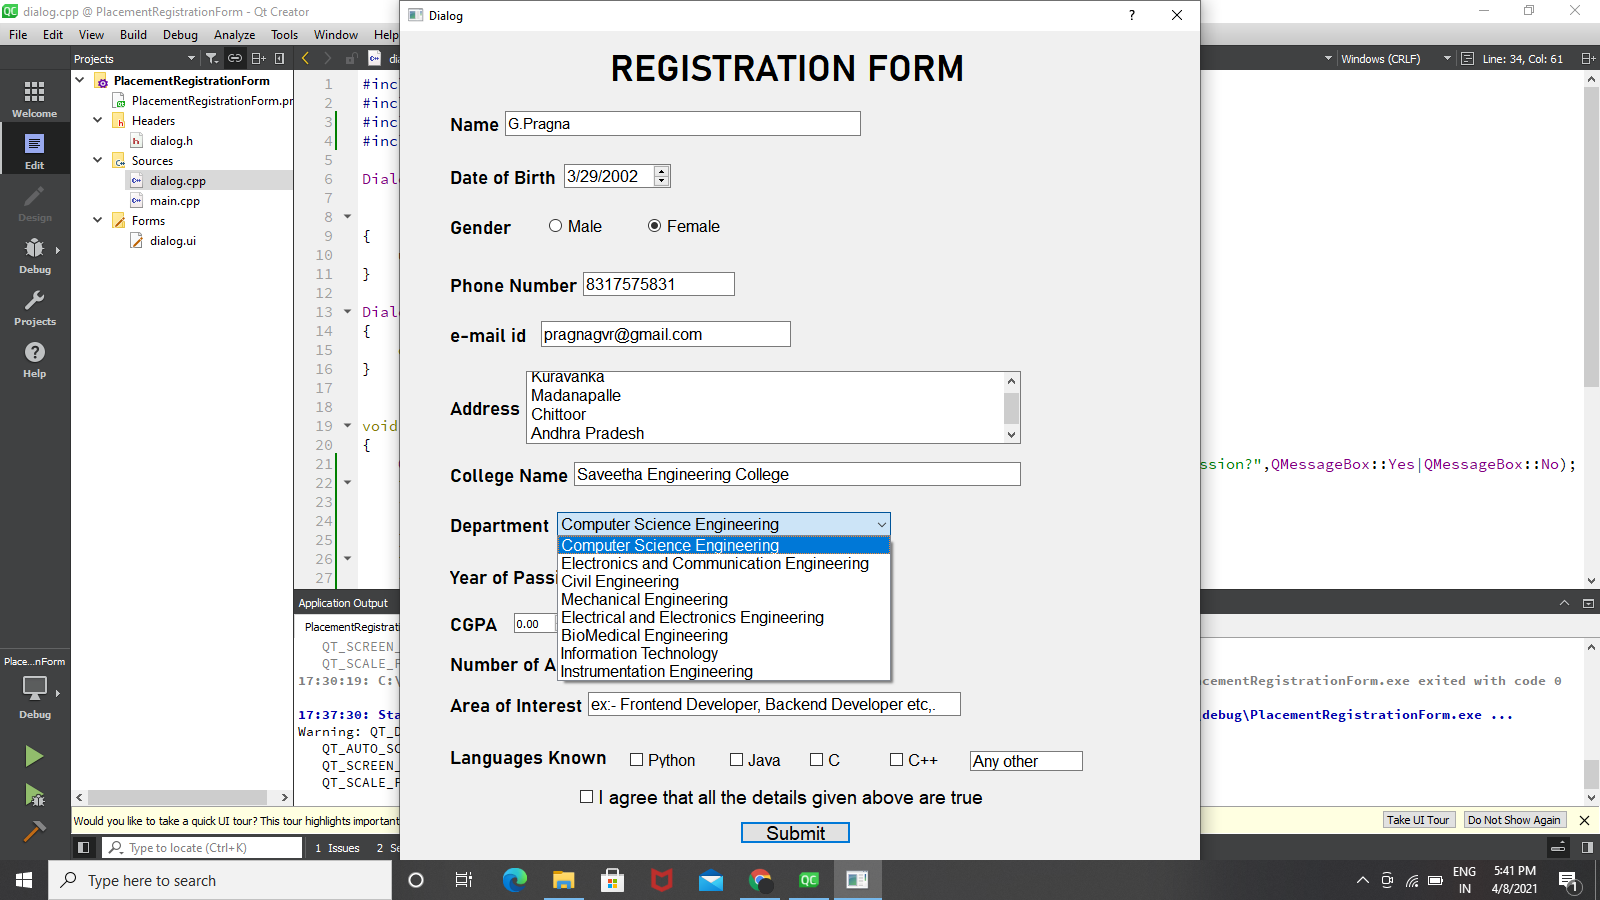 dialog.cpp @ PlacementRegistrationForm - Qt Creator
File Edit View Build Debug Analyze Tools Window Help
Projects
Windows (CRLF)
Line: 34, Col: 61
Welcome
Edit
Design
Debug
Projects
Help
Place...nForm
Debug
PlacementRegistrationForm
PlacementRegistrationForm.pr
Headers
dialog.h
Sources
dialog.cpp
main.cpp
Forms
dialog.ui
1 #incl
2 #incl
3 #incl
4 #incl
5
6 Dial
7
8
9 {
10
11 }
12
13 Dial
14 {
15
16 }
17
18
19 void
20 {
21 ssion?",QMessageBox::Yes|QMessageBox::No);
22
23
24
25
26
27
Dialog
?
REGISTRATION FORM
Name G.Pragna
Date of Birth 3/29/2002
Gender Male Female
Phone Number 8317575831
e-mail id pragnagvr@gmail.com
Address Kuravanka
Madanapalle
Chittoor
Andhra Pradesh
College Name Saveetha Engineering College
Department Computer Science Engineering
Computer Science Engineering
Electronics and Communication Engineering
Civil Engineering
Mechanical Engineering
Electrical and Electronics Engineering
BioMedical Engineering
Information Technology
Instrumentation Engineering
Year of Passi
CGPA 0.00
Number of A
Area of Interest ex:- Frontend Developer, Backend Developer etc,.
Languages Known Python Java C C++ Any other
I agree that all the details given above are true
Submit
Application Output
PlacementRegistrati
QT_SCREEN_
QT_SCALE_F
17:30:19: C:\ cementRegistrationForm.exe exited with code 0
17:37:30: Sta debug\PlacementRegistrationForm.exe ...
Warning: QT_D
QT_AUTO_SC
QT_SCREEN_
QT_SCALE_F
Would you like to take a quick UI tour? This tour highlights important
Take UI Tour
Do Not Show Again
Type to locate (Ctrl+K)
1 Issues
2 Se
Type here to search
ENG
IN
5:41 PM
4/8/2021
1